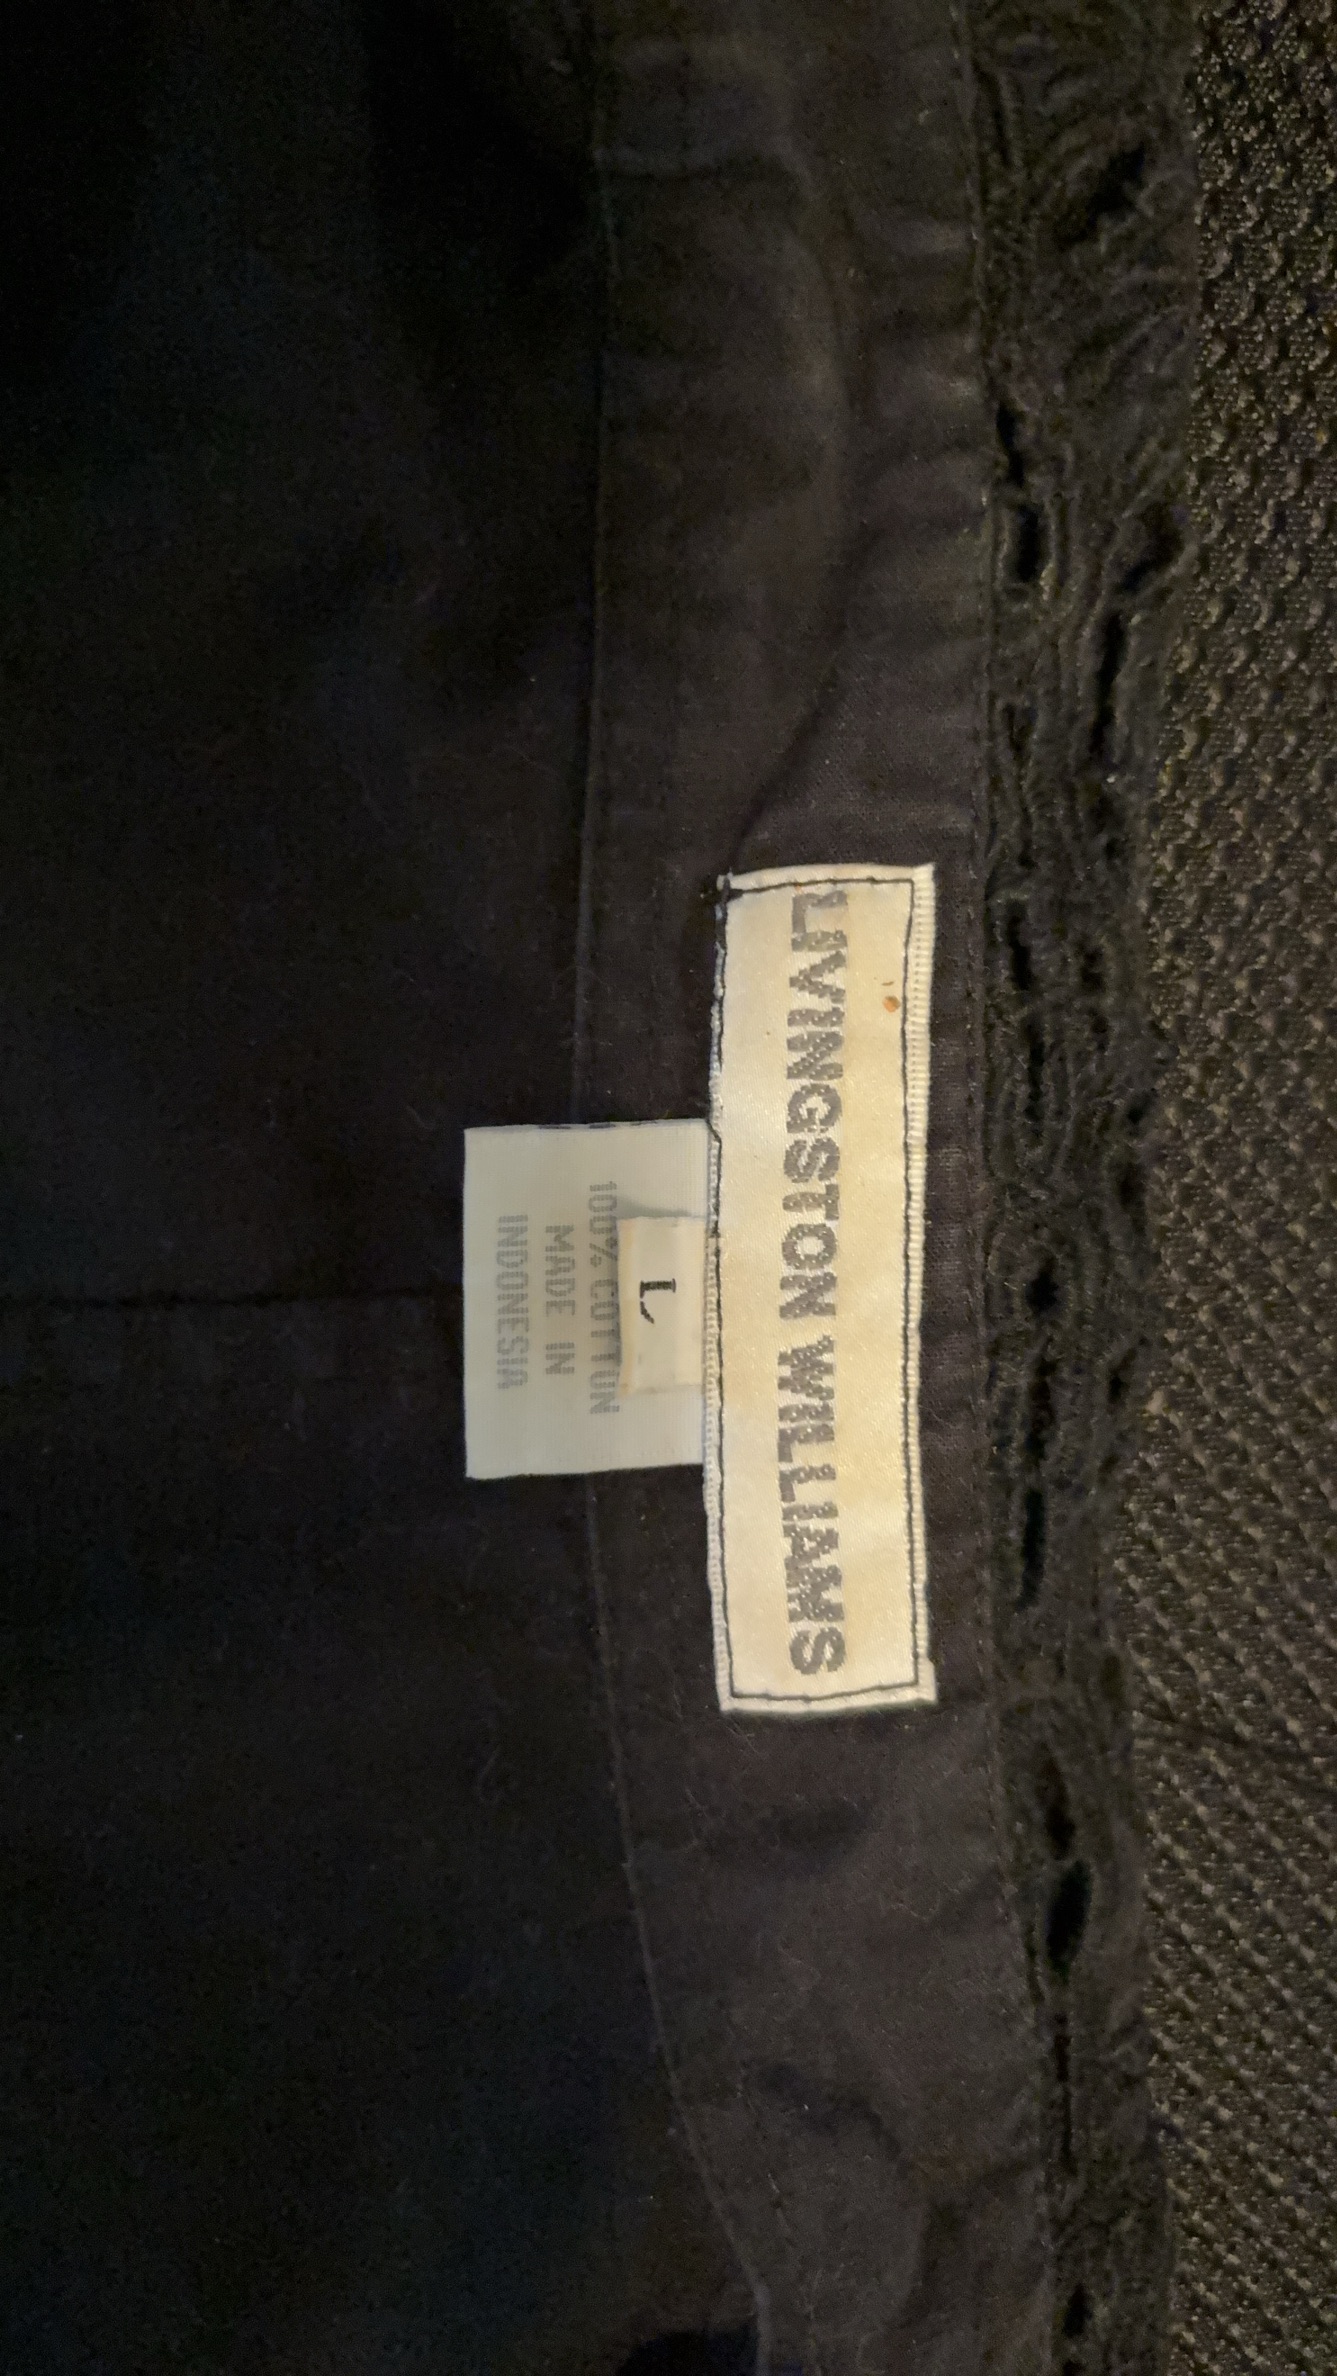 LIVINGSTON WILLIAMS
L
100% COTTON
MADE IN
INDONESIA